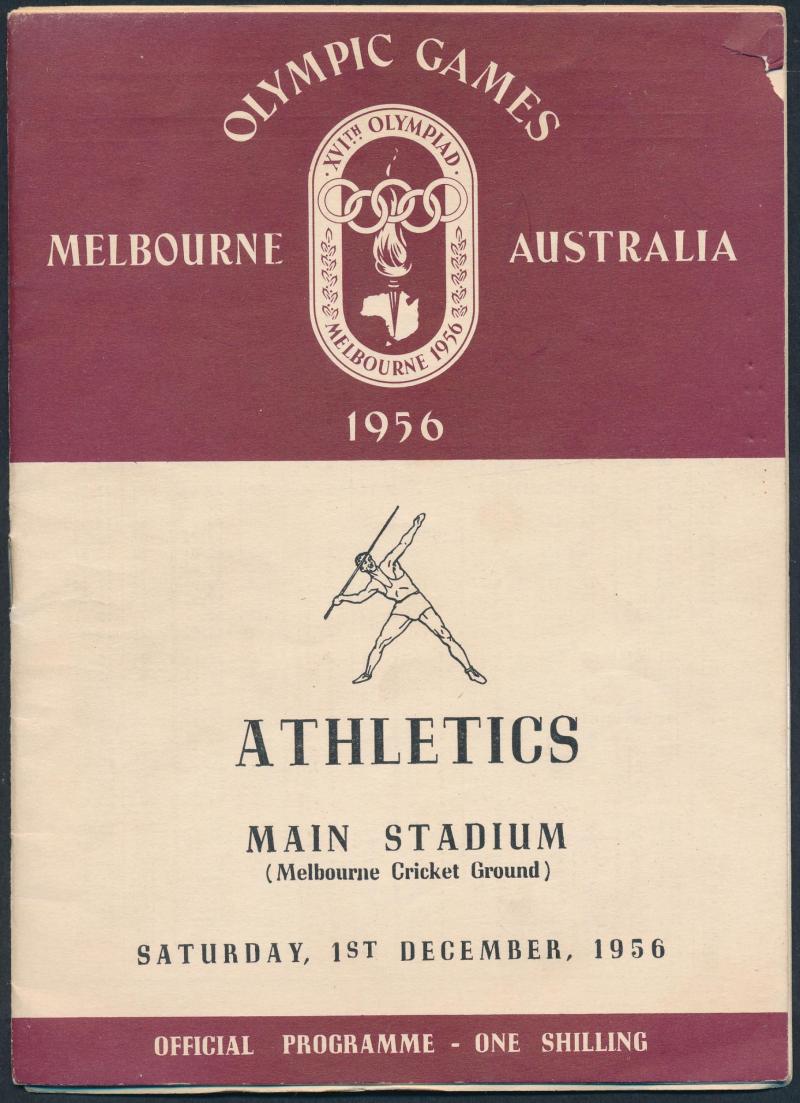 OLYMPIC GAMES
XVITH OLYMPIAD
MELBOURNE AUSTRALIA
MELBOURNE 1956
1956
ATHLETICS
MAIN STADIUM
(Melbourne Cricket Ground)
SATURDAY, 1ST DECEMBER, 1956
OFFICIAL PROGRAMME - ONE SHILLING